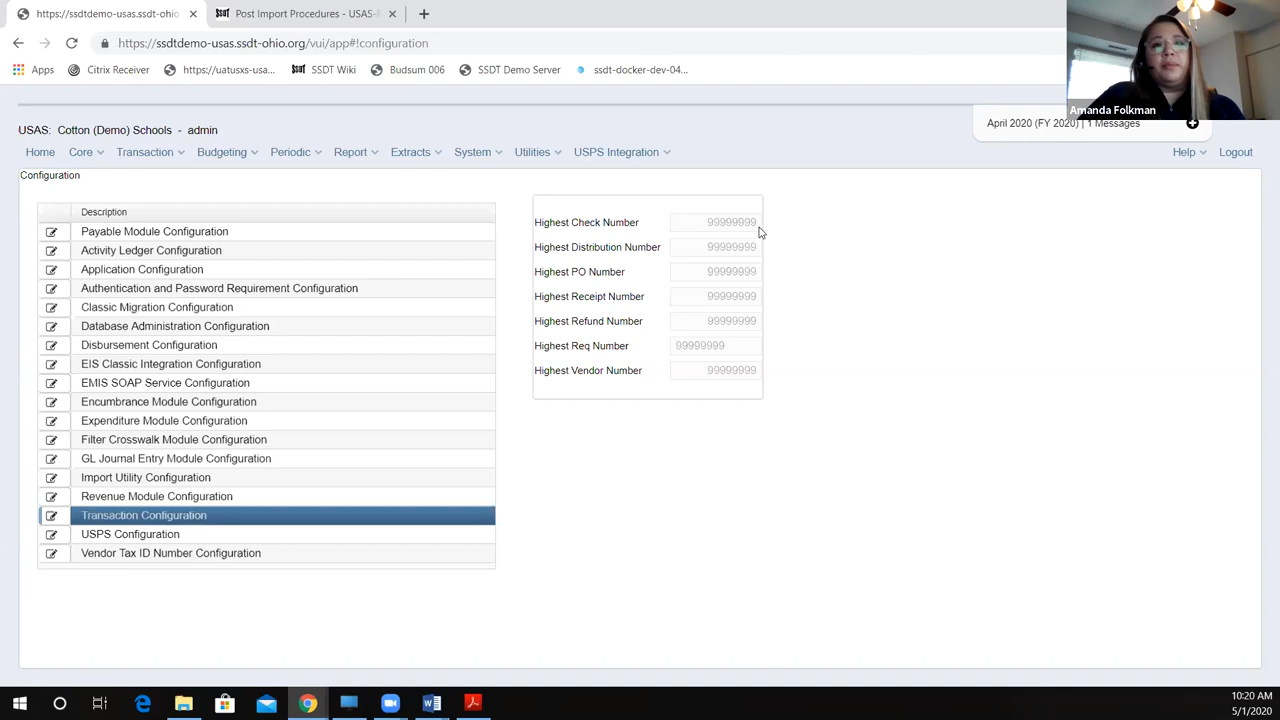 https://ssdtdemo-usas.ssdt-ohio
Post Import Procedures - USAS-
https://ssdtdemo-usas.ssdt-ohio.org/vui/app#!configuration
Apps
Citrix Receiver
https://uatusxs-usa...
SSDT Wiki
Budsum 006
SSDT Demo Server
ssdt-docker-dev-04...
Amanda Folkman
USAS: Cotton (Demo) Schools - admin
April 2020 (FY 2020) | 1 Messages
Home Core Transaction Budgeting Periodic Report Extracts System Utilities USPS Integration Help Logout
Configuration
Description
Payable Module Configuration
Activity Ledger Configuration
Application Configuration
Authentication and Password Requirement Configuration
Classic Migration Configuration
Database Administration Configuration
Disbursement Configuration
EIS Classic Integration Configuration
EMIS SOAP Service Configuration
Encumbrance Module Configuration
Expenditure Module Configuration
Filter Crosswalk Module Configuration
GL Journal Entry Module Configuration
Import Utility Configuration
Revenue Module Configuration
Transaction Configuration
USPS Configuration
Vendor Tax ID Number Configuration
Highest Check Number 99999999
Highest Distribution Number 99999999
Highest PO Number 99999999
Highest Receipt Number 99999999
Highest Refund Number 99999999
Highest Req Number 99999999
Highest Vendor Number 99999999
10:20 AM
5/1/2020